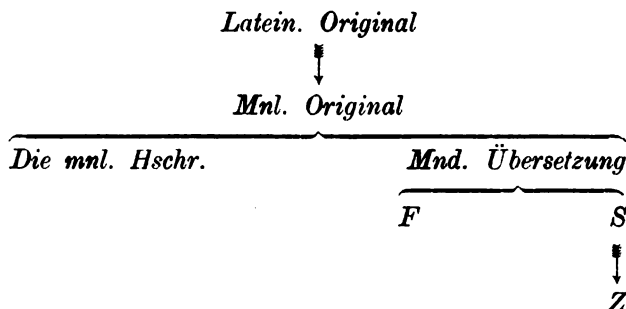 Latein. Original
Mnl. Original
Die mnl. Hschr. Mnd. Übersetzung
F S
Z